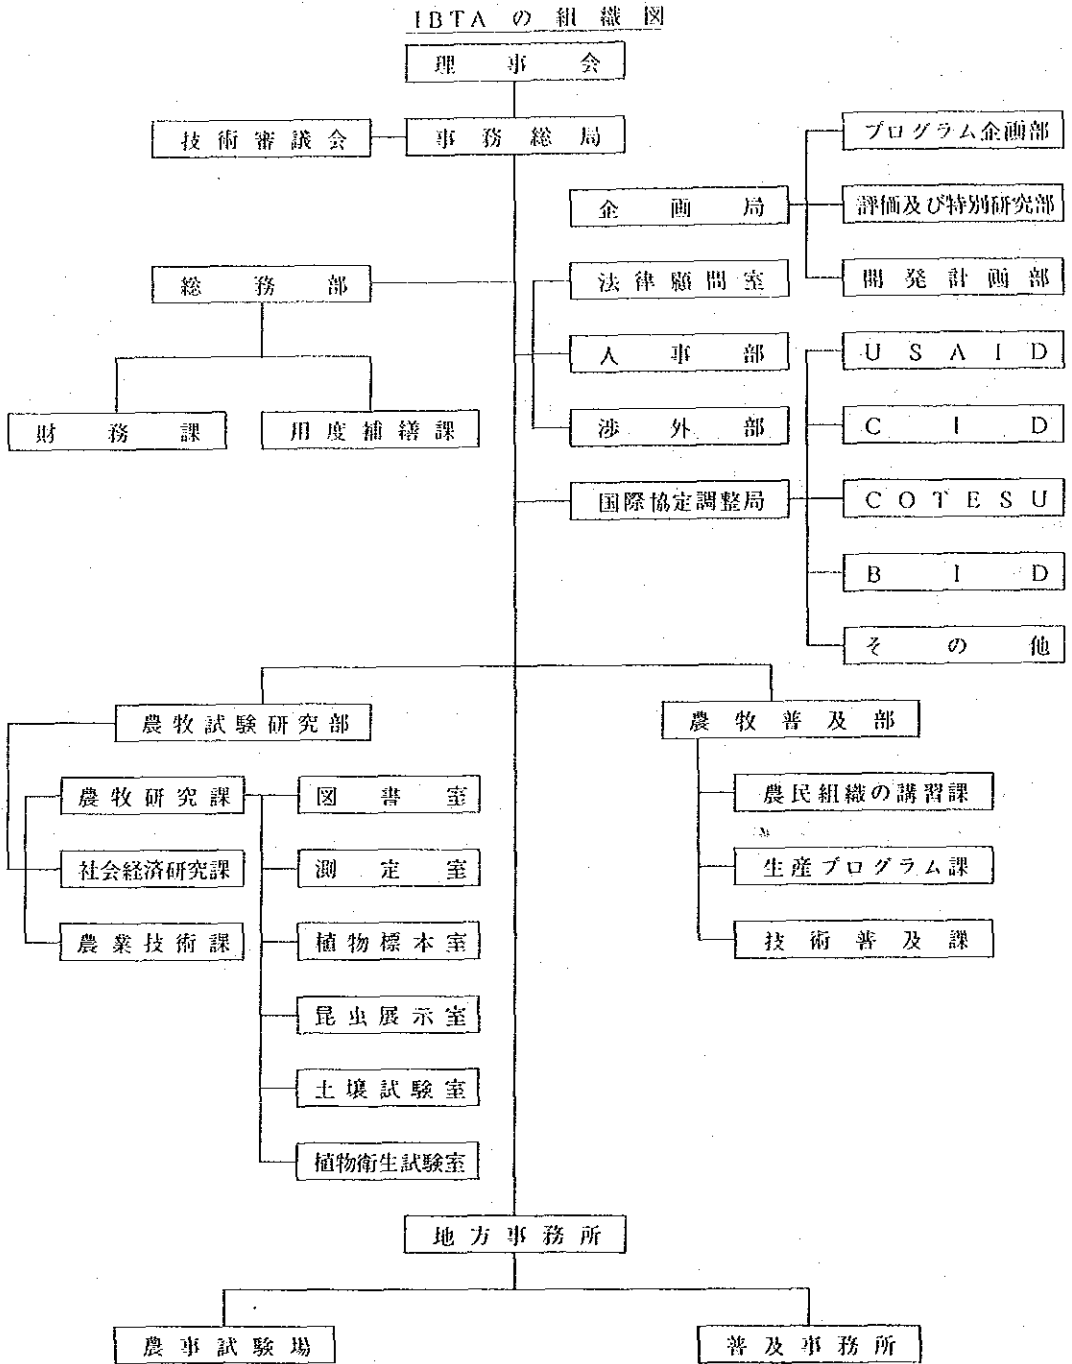 IBTAの組織図
理事会
技術審議会
事務総局
プログラム企画部
企画局
評価及び特別研究部
総務部
法律顧問室
開発計画部
人事部
USAID
財務課
用度補繕課
渉外部
CID
国際協定調整局
COTESU
BID
その他
農牧試験研究部
農牧普及部
農牧研究課
図書室
農民組織の講習課
社会経済研究課
測定室
生産プログラム課
農業技術課
植物標本室
技術普及課
昆虫展示室
土壌試験室
植物衛生試験室
地方事務所
農事試験場
普及事務所